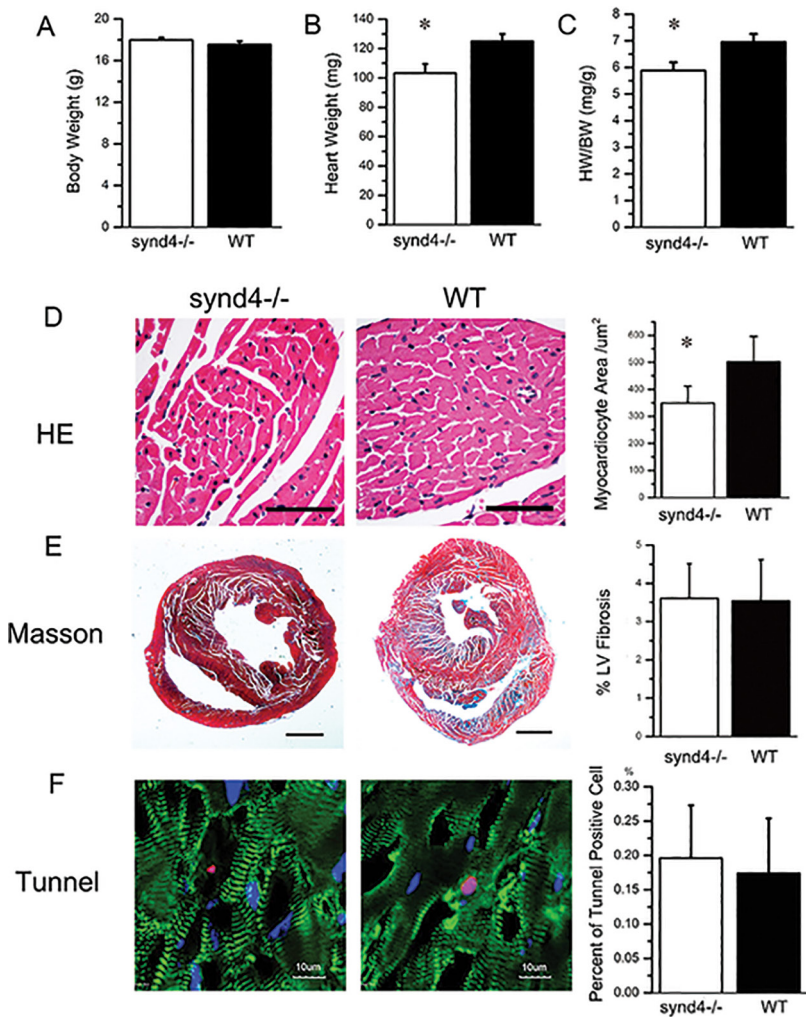 A
Body Weight (g)
20
16
12
8
4
0
synd4-/-
WT
B
Heart Weight (mg)
140
120
100
80
60
40
20
0
*
synd4-/-
WT
C
HW/BW (mg/g)
8
7
6
5
4
3
2
1
0
*
synd4-/-
WT
synd4-/-
WT
D
HE
Myocardiocyte Area /um²
600
500
400
300
200
100
0
*
synd4-/-
WT
E
Masson
% LV Fibrosis
5
4
3
2
1
0
synd4-/-
WT
F
Tunnel
10um
10um
%
Percent of Tunnel Positive Cell
0.30
0.25
0.20
0.15
0.10
0.05
0.00
synd4-/-
WT